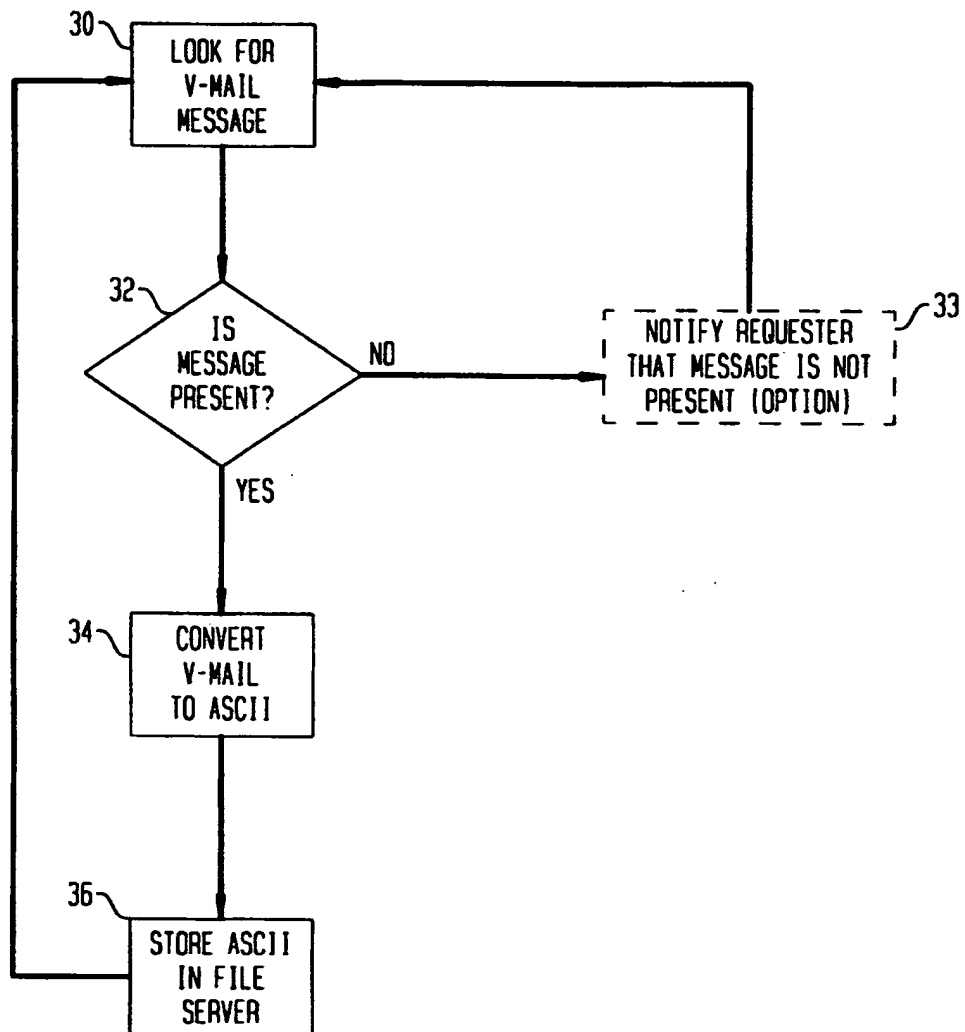 30
LOOK FOR
V-MAIL
MESSAGE
32
IS
MESSAGE
PRESENT?
NO
33
NOTIFY REQUESTER
THAT MESSAGE IS NOT
PRESENT (OPTION)
YES
34
CONVERT
V-MAIL
TO ASCII
36
STORE ASCII
IN FILE
SERVER